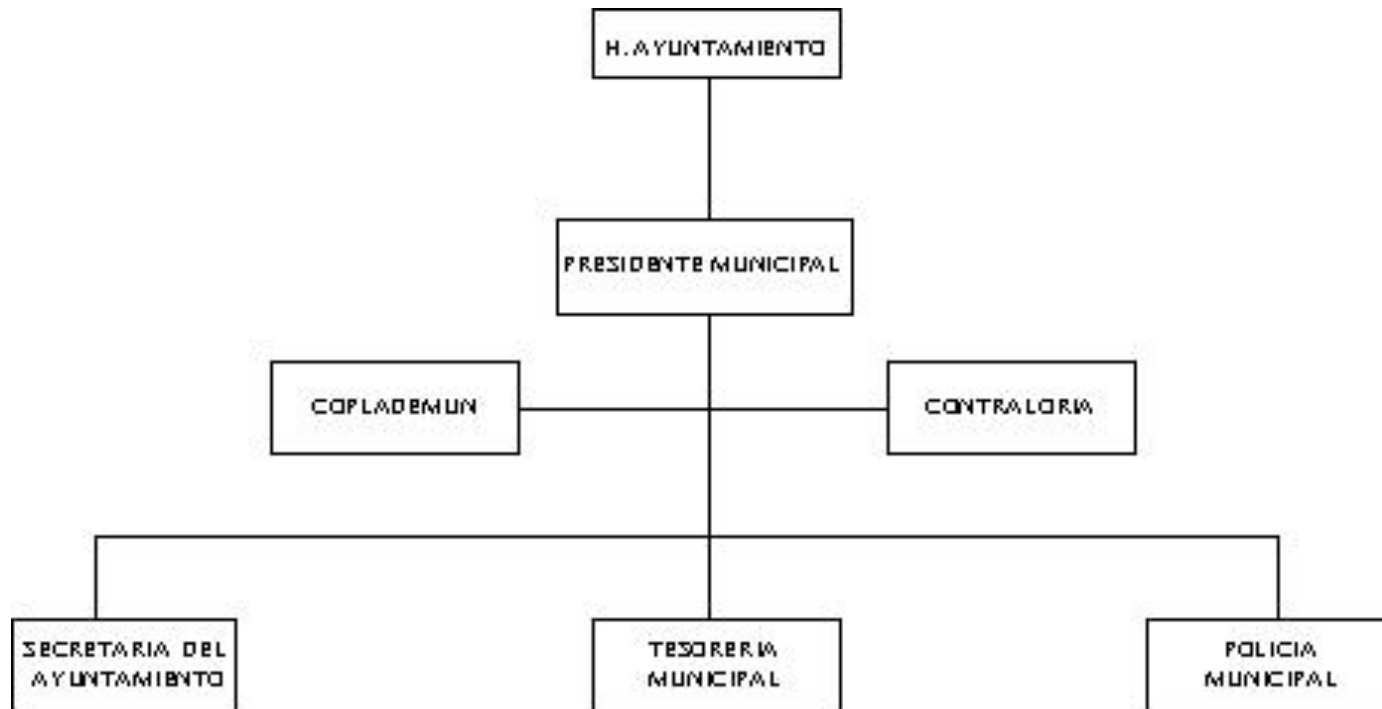 H. AYUNTAMIENTO
PRESIDENTE MUNICIPAL
COPLADEMUN
CONTRALORIA
SECRETARIA DEL
AYUNTAMIENTO
TESORERIA
MUNICIPAL
POLICIA
MUNICIPAL